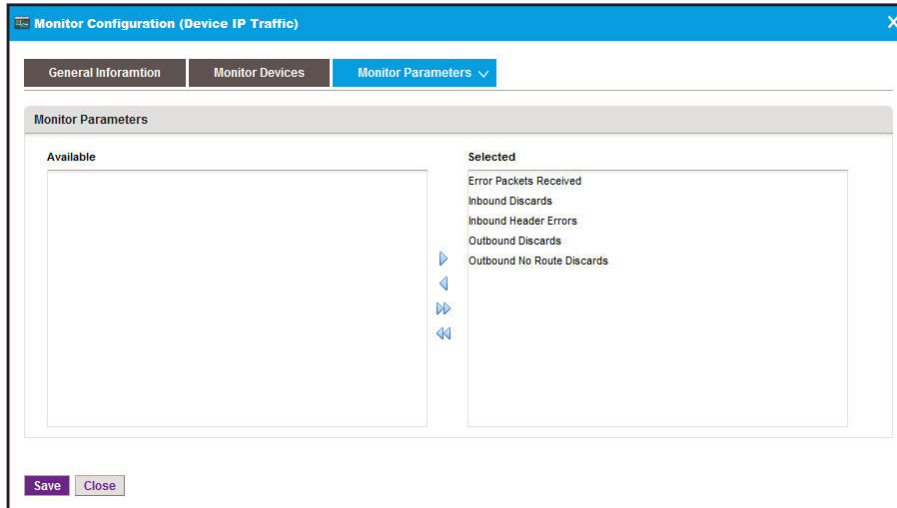 Monitor Configuration (Device IP Traffic)
General Inforamtion
Monitor Devices
Monitor Parameters
Monitor Parameters
Available
Selected
Error Packets Received
Inbound Discards
Inbound Header Errors
Outbound Discards
Outbound No Route Discards
Save
Close